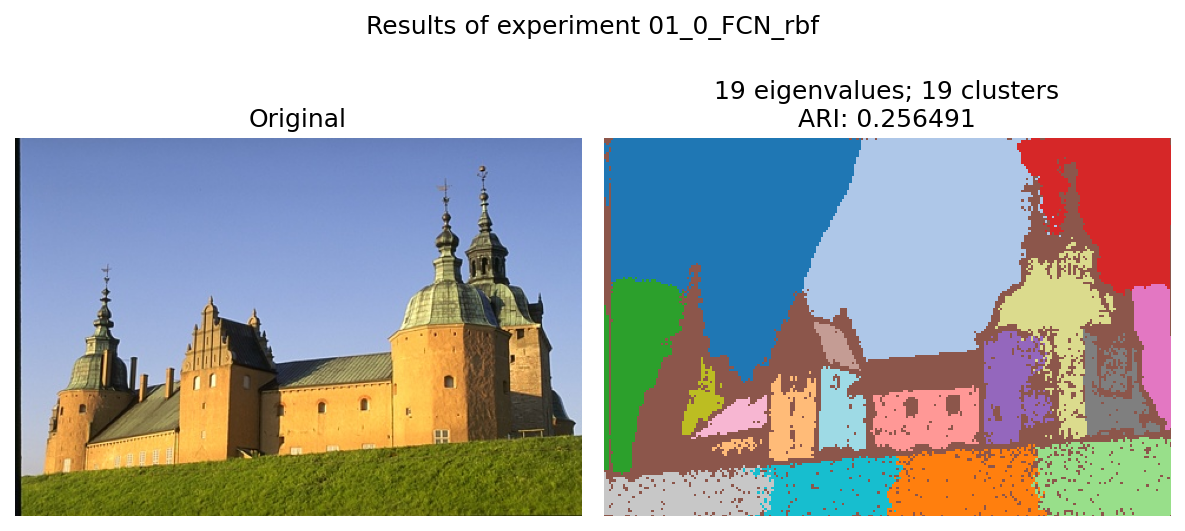 Results of experiment 01_0_FCN_rbf
Original
19 eigenvalues; 19 clusters
ARI: 0.256491